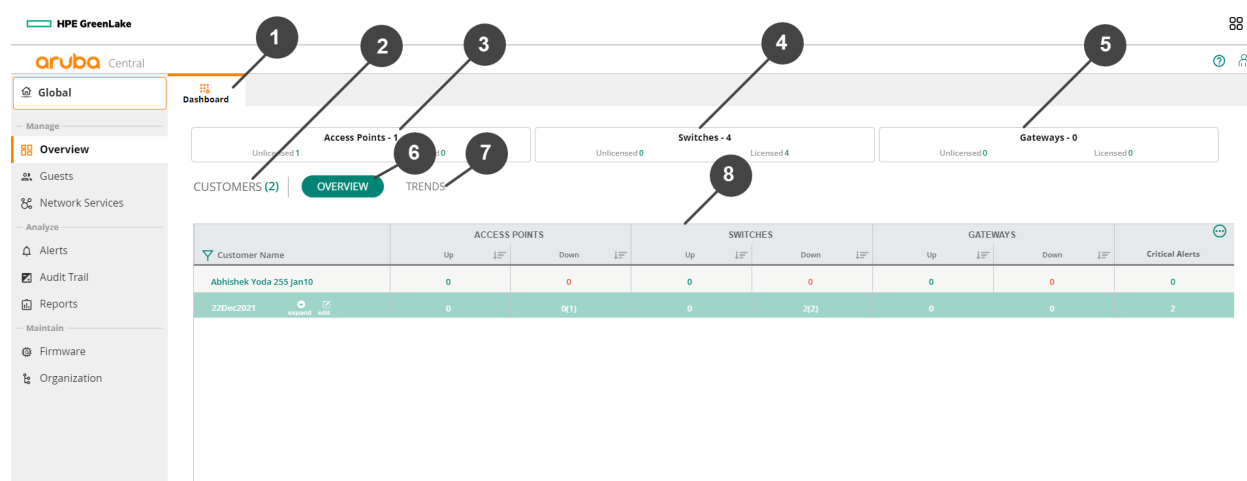 HPE GreenLake
1
2
3
4
5
aruba Central
Global
Dashboard
Manage
Access Points - 1
Switches - 4
Gateways - 0
Overview
Unlicensed 1
0
Unlicensed 0
Licensed 4
Unlicensed 0
Licensed 0
6
7
8
Guests
CUSTOMERS (2)
OVERVIEW
TRENDS
Network Services
Analyze
ACCESS POINTS
SWITCHES
GATEWAYS
Alerts
Customer Name
Up
Down
Up
Down
Up
Down
Critical Alerts
Audit Trail
Abhishek Yoda 255 Jan10
0
0
0
0
0
0
0
Reports
22Dec2021
expand
edit
0
0(1)
0
2(2)
0
0
2
Maintain
Firmware
Organization